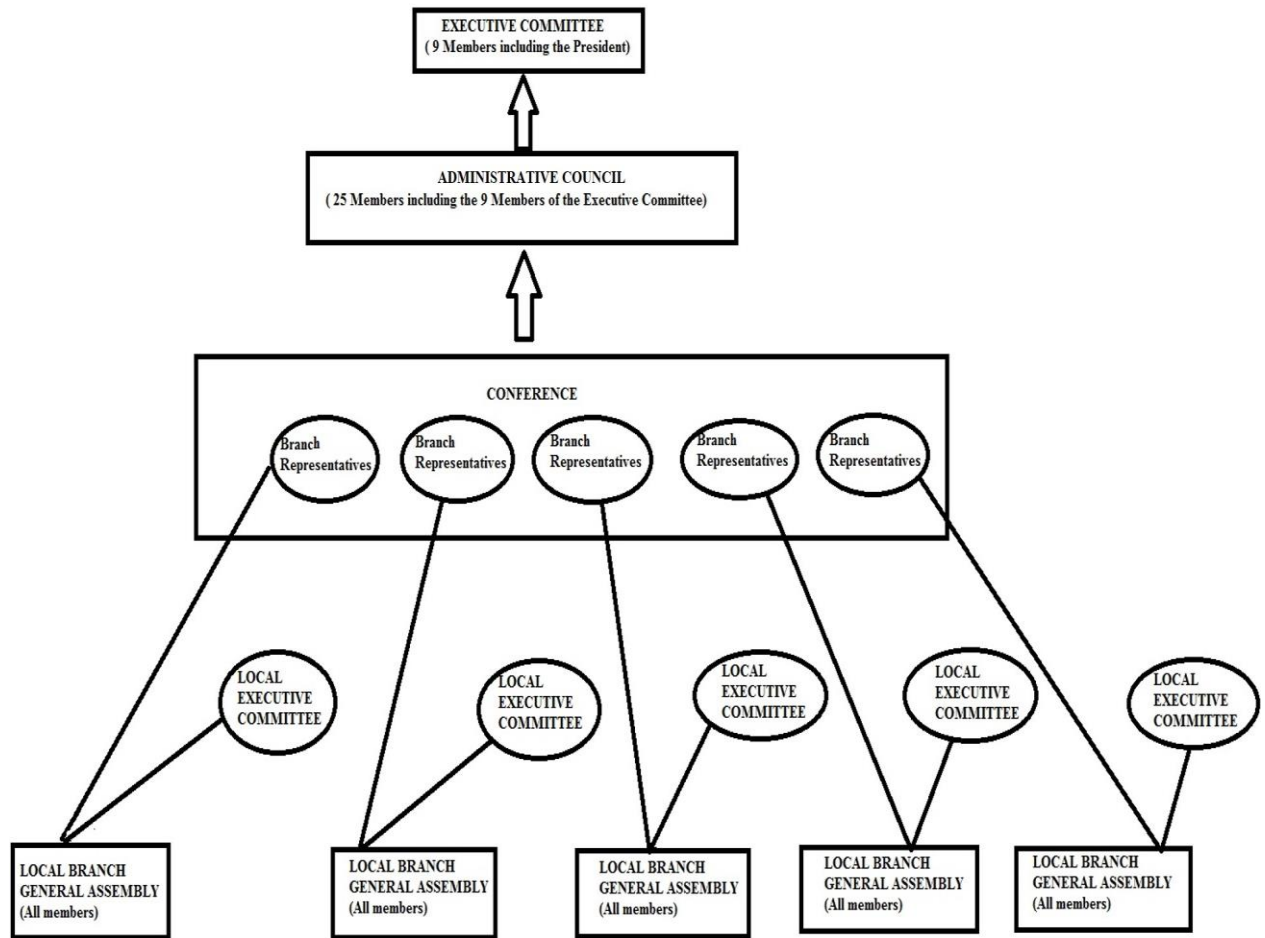 EXECUTIVE COMMITTEE
( 9 Members including the President)
ADMINISTRATIVE COUNCIL
( 25 Members including the 9 Members of the Executive Committee)
CONFERENCE
Branch
Representatives
Branch
Representatives
Branch
Representatives
Branch
Representatives
Branch
Representatives
LOCAL
EXECUTIVE
COMMITTEE
LOCAL
EXECUTIVE
COMMITTEE
LOCAL
EXECUTIVE
COMMITTEE
LOCAL
EXECUTIVE
COMMITTEE
LOCAL
EXECUTIVE
COMMITTEE
LOCAL BRANCH
GENERAL ASSEMBLY
(All members)
LOCAL BRANCH
GENERAL ASSEMBLY
(All members)
LOCAL BRANCH
GENERAL ASSEMBLY
(All members)
LOCAL BRANCH
GENERAL ASSEMBLY
(All members)
LOCAL BRANCH
GENERAL ASSEMBLY
(All members)